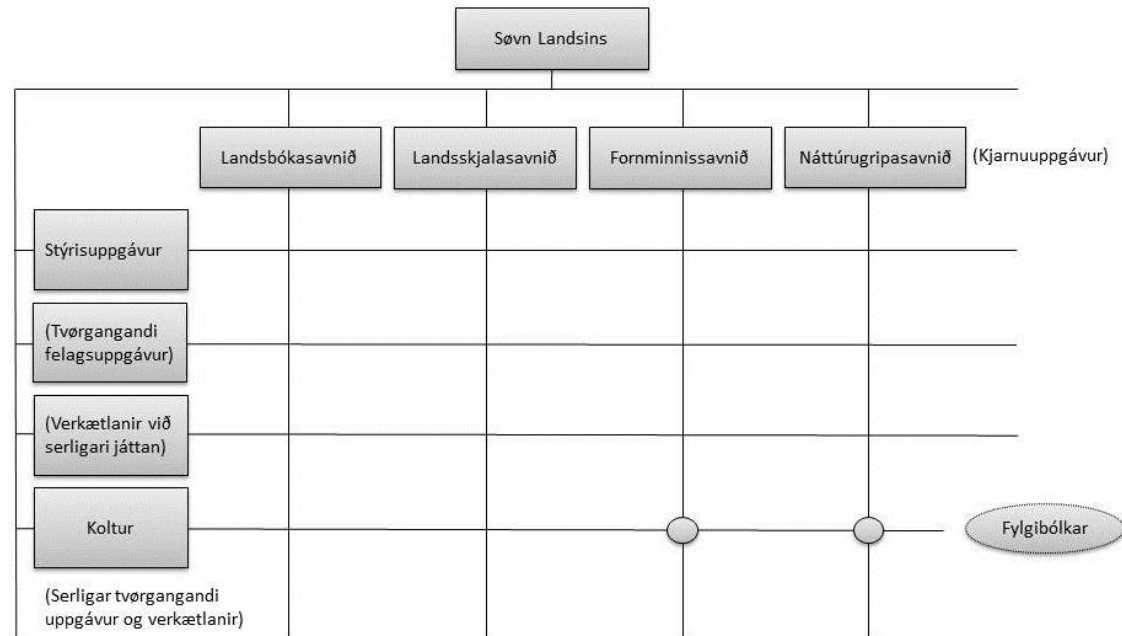 Søvn Landsins
Landsbókasavnið
Landsskjalasavnið
Fornminnissavnið
Náttúrugripasavnið
(Kjarnuuppgávur)
Stýrisuppgávur
(Tvørgangandi
felagsuppgávur)
(Verkætlanir við
serligari játtan)
Koltur
Fylgibólkar
(Serligar tvørgangandi
uppgávur og verkætlanir)